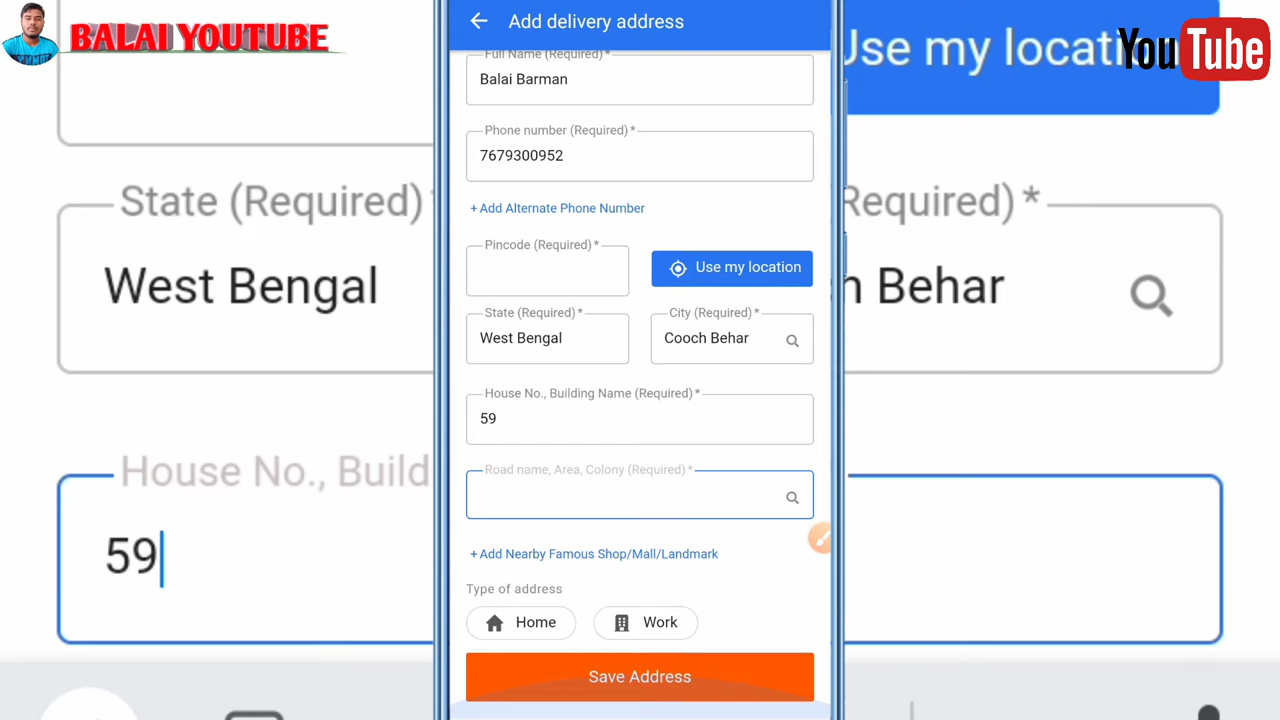 BALAI YOUTUBE
YouTube
Add delivery address
Full Name (Required)*
Balai Barman
Phone number (Required)*
7679300952
+ Add Alternate Phone Number
Pincode (Required)*
Use my location
State (Required)*
West Bengal
City (Required)*
Cooch Behar
House No., Building Name (Required)*
59
Road name, Area, Colony (Required)*
+ Add Nearby Famous Shop/Mall/Landmark
Type of address
Home
Work
Save Address
Use my locati
State (Required)
West Bengal
Required) *
h Behar
House No., Build
59